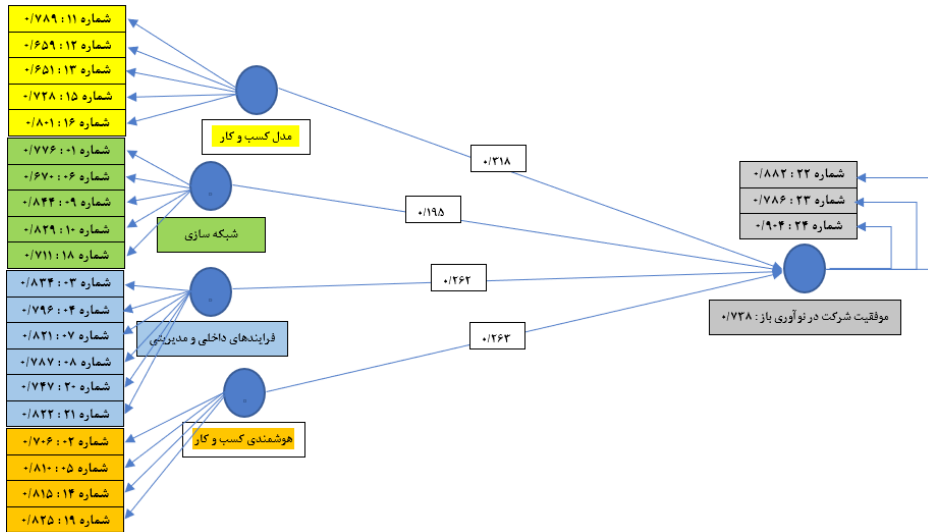 شماره ۱۱ : ۰/۷۸۹
شماره ۱۲ : ۰/۶۵۹
شماره ۱۳ : ۰/۶۵۱
شماره ۱۵ : ۰/۷۲۸
شماره ۱۶ : ۰/۸۰۱
مدل کسب و کار
شماره ۰۱ : ۰/۷۷۶
شماره ۰۶ : ۰/۶۷۰
شماره ۰۹ : ۰/۸۴۴
شماره ۱۰ : ۰/۸۲۹
شماره ۱۸ : ۰/۷۱۱
شبکه سازی
شماره ۰۳ : ۰/۸۳۴
شماره ۰۴ : ۰/۷۹۶
شماره ۰۷ : ۰/۸۲۱
شماره ۰۸ : ۰/۷۸۷
شماره ۲۰ : ۰/۷۴۷
شماره ۲۱ : ۰/۸۲۲
فرایندهای داخلی و مدیریتی
شماره ۰۲ : ۰/۷۰۶
شماره ۰۵ : ۰/۸۱۰
شماره ۱۴ : ۰/۸۱۵
شماره ۱۹ : ۰/۸۲۵
هوشمندی کسب و کار
۰/۳۱۸
۰/۱۹۵
۰/۲۶۲
۰/۲۶۳
شماره ۲۲ : ۰/۸۸۲
شماره ۲۳ : ۰/۷۸۶
شماره ۲۴ : ۰/۹۰۴
موفقیت شرکت در نوآوری باز : ۰/۷۳۸